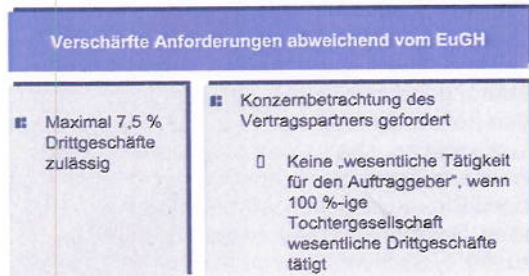 Verschärfte Anforderungen abweichend vom EuGH
Maximal 7,5 %
Drittgeschäfte
zulässig
Konzernbetrachtung des
Vertragspartners gefordert
Keine „wesentliche Tätigkeit
für den Auftraggeber", wenn
100 %-ige
Tochtergesellschaft
wesentliche Drittgeschäfte
tätigt